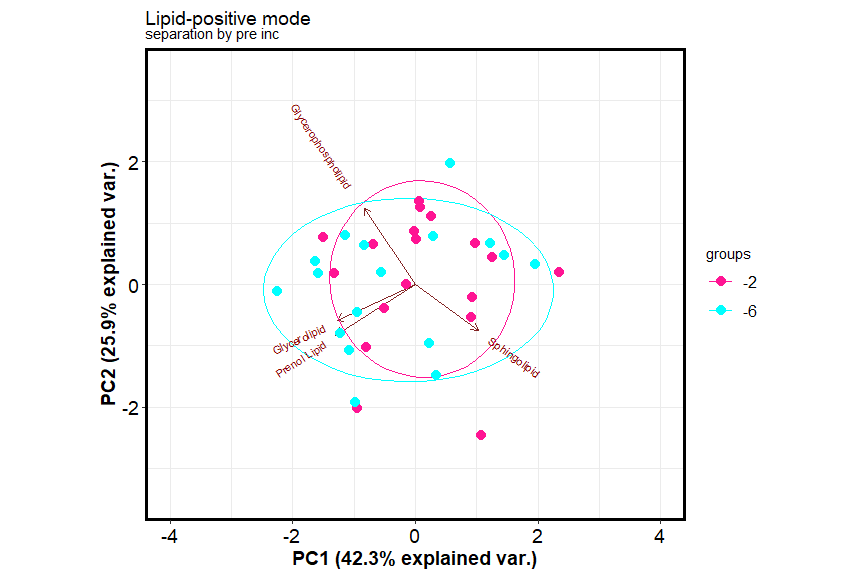 Lipid-positive mode
separation by pre inc
Glycerophospholipid
Glycerolipid
Prenol Lipid
Sphingolipid
2
0
-2
PC2 (25.9% explained var.)
-4
-2
0
2
4
PC1 (42.3% explained var.)
groups
-2
-6